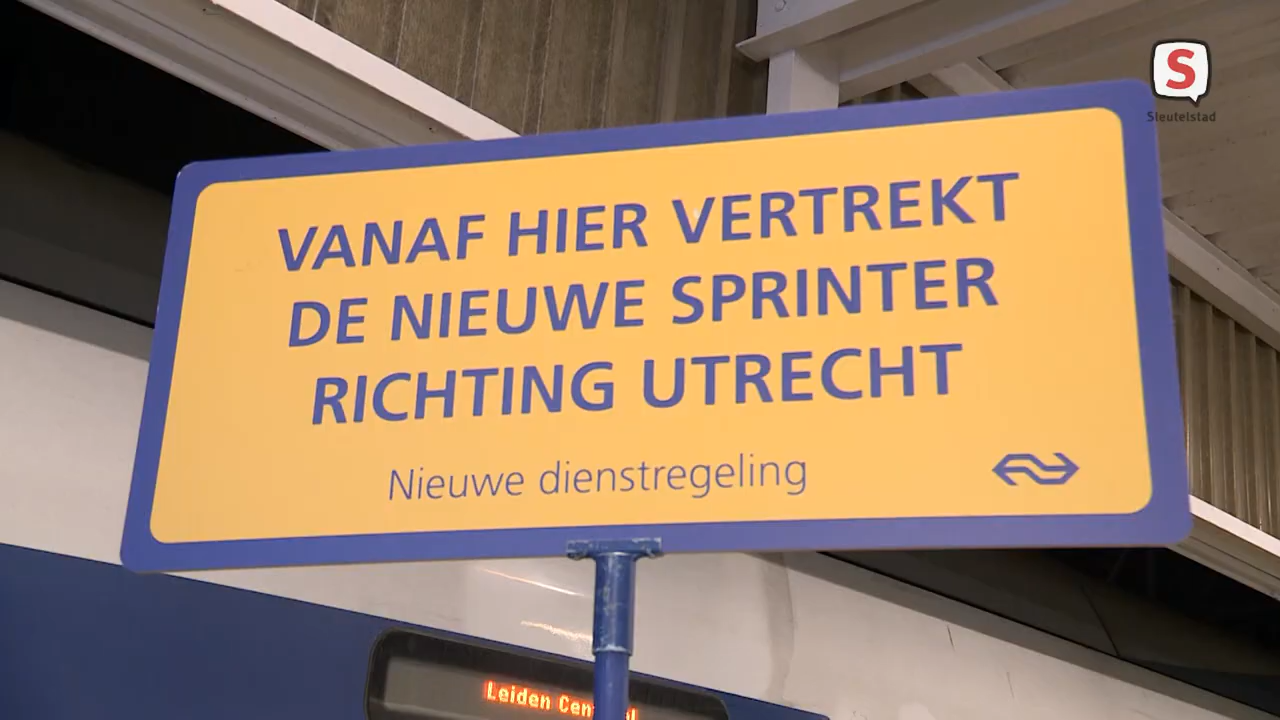 S
Sleutelstad
VANAF HIER VERTREKT
DE NIEUWE SPRINTER
RICHTING UTRECHT
Nieuwe dienstregeling
Leiden